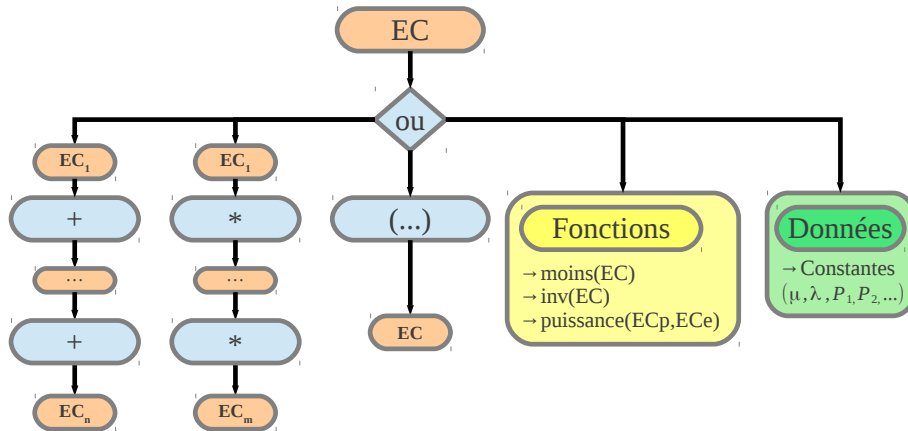 EC
ou
EC1
+
...
+
ECn
EC1
*
...
*
ECm
(...)
EC
Fonctions
→moins(EC)
→inv(EC)
→puissance(ECp,ECe)
Données
→Constantes
(μ,λ,P1,P2,...)